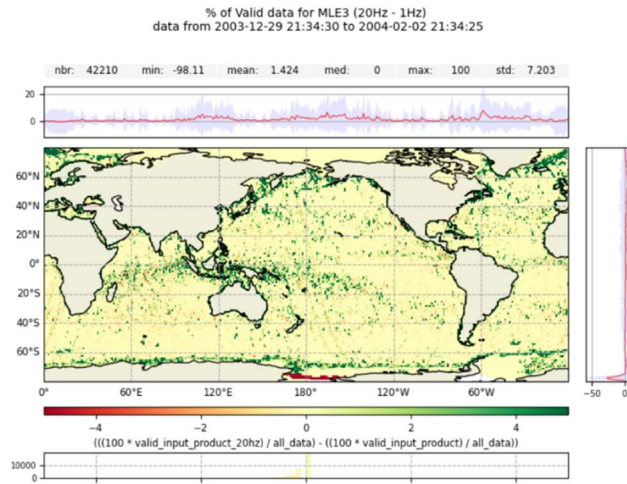 % of Valid data for MLE3 (20Hz - 1Hz)
data from 2003-12-29 21:34:30 to 2004-02-02 21:34:25
nbr: 42210 min: -98.11 mean: 1.424 med: 0 max: 100 std: 7.203
20
0
60°N
40°N
20°N
0°
20°S
40°S
60°S
0° 60°E 120°E 180° 120°W 60°W
−50 0
−4 −2 0 2 4
(((100 * valid_input_product_20hz) / all_data) - ((100 * valid_input_product) / all_data))
10000
0